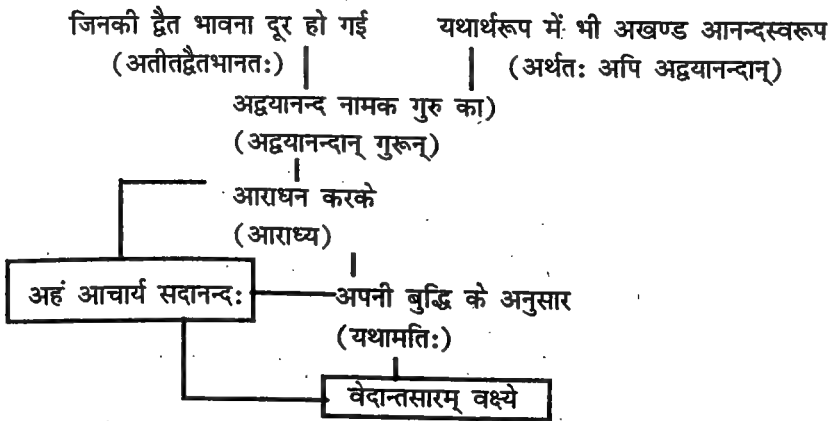 जिनकी द्वैत भावना दूर हो गई यथार्थरूप में भी अखण्ड आनन्दस्वरूप
(अतीतद्वैतभानत:) (अर्थत: अपि अद्वयानन्दान्)
अद्वयानन्द नामक गुरु का)
(अद्वयानन्दान् गुरून्)
आराधन करके
(आराध्य)
अहं आचार्य सदानन्द: अपनी बुद्धि के अनुसार
(यथामति:)
वेदान्तसारम् वक्ष्ये